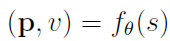 (𝐩, v) = f_θ(s)